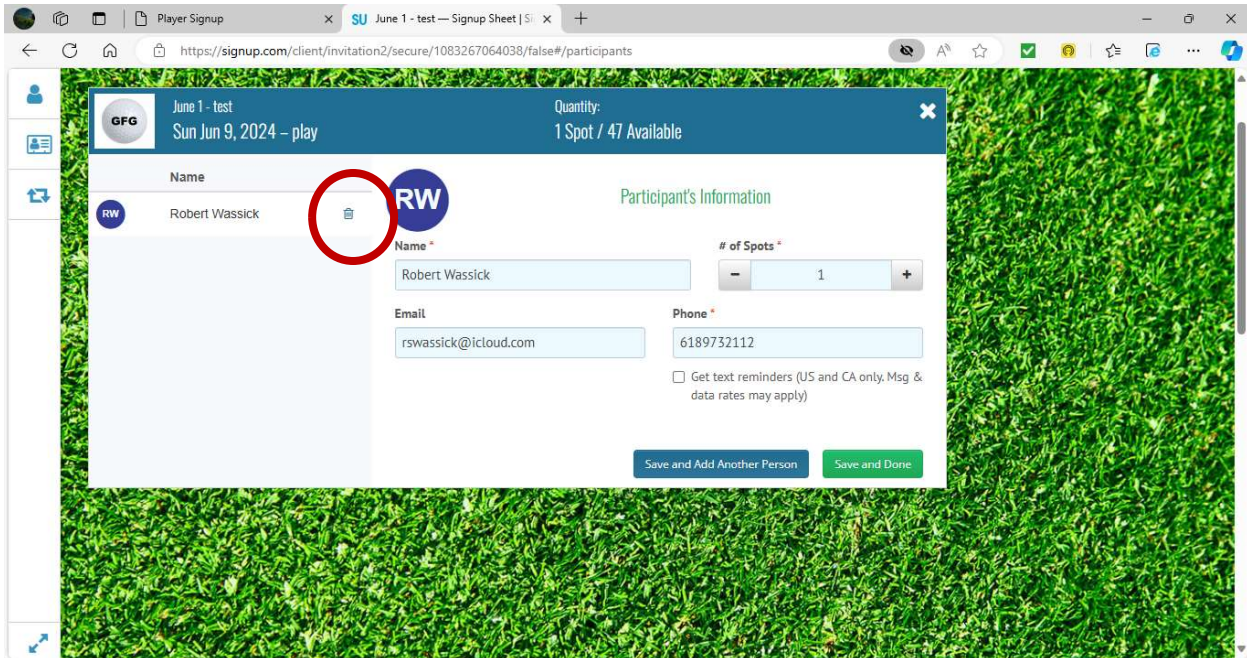 Player Signup
SU June 1 - test — Signup Sheet | Si
https://signup.com/client/invitation2/secure/1083267064038/false#/participants
GFG
June 1 - test
Sun Jun 9, 2024 – play
Quantity:
1 Spot / 47 Available
Name
RW
Robert Wassick
RW
Participant's Information
Name *
# of Spots *
Robert Wassick
− 1 +
Email
Phone *
rswassick@icloud.com
6189732112
Get text reminders (US and CA only. Msg &
data rates may apply)
Save and Add Another Person
Save and Done